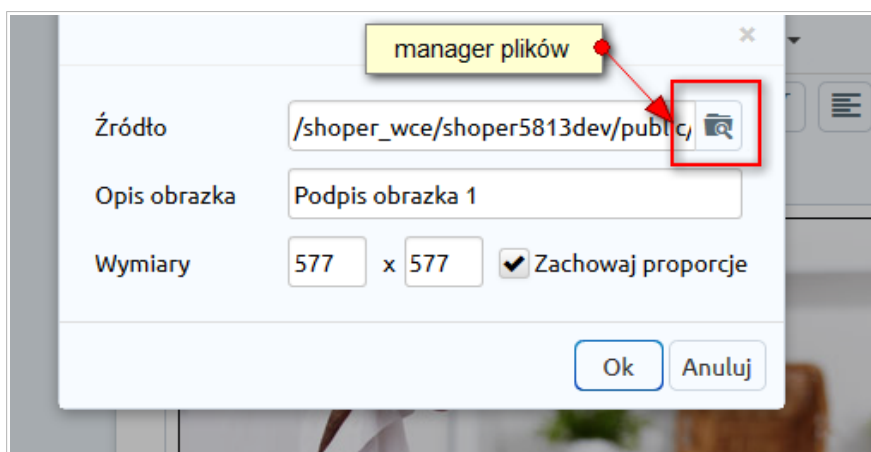 manager plików
Źródło
/shoper_wce/shoper5813dev/public/
Opis obrazka
Podpis obrazka 1
Wymiary
577 x 577 Zachowaj proporcje
Ok Anuluj